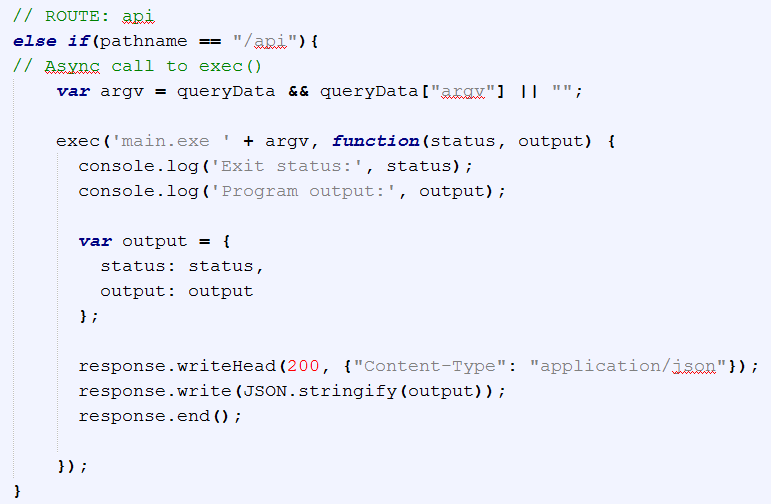 // ROUTE: api
else if(pathname == "/api"){
// Async call to exec()
    var argv = queryData && queryData["argv"] || "";

    exec('main.exe ' + argv, function(status, output) {
      console.log('Exit status:', status);
      console.log('Program output:', output);

      var output = {
        status: status,
        output: output
      };

      response.writeHead(200, {"Content-Type": "application/json"});
      response.write(JSON.stringify(output));
      response.end();

    });
}